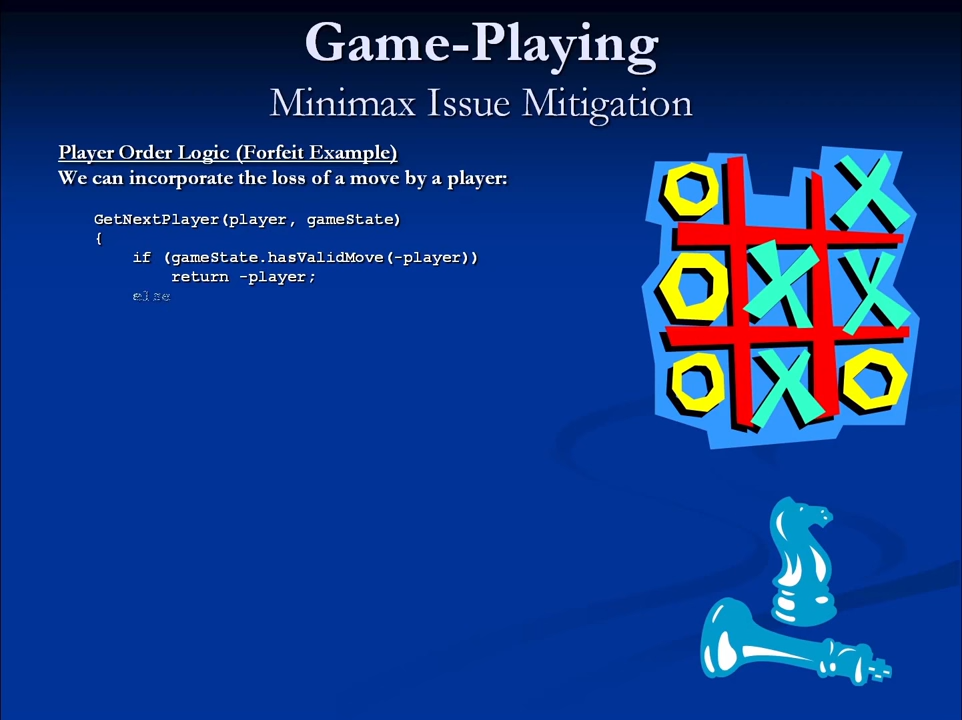 Game-Playing
Minimax Issue Mitigation
Player Order Logic (Forfeit Example)
We can incorporate the loss of a move by a player:
GetNextPlayer(player, gameState)
{
if (gameState.hasValidMove(-player))
return -player;
else